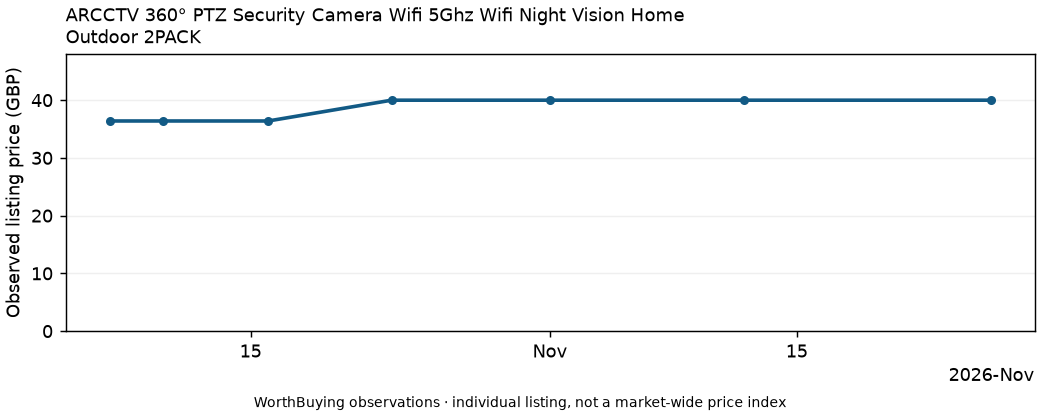 ARCCTV 360° PTZ Security Camera Wifi 5Ghz Wifi Night Vision Home
Outdoor 2PACK
Observed listing price (GBP)
40
30
20
10
0
15
Nov
15
2026-Nov
WorthBuying observations · individual listing, not a market-wide price index